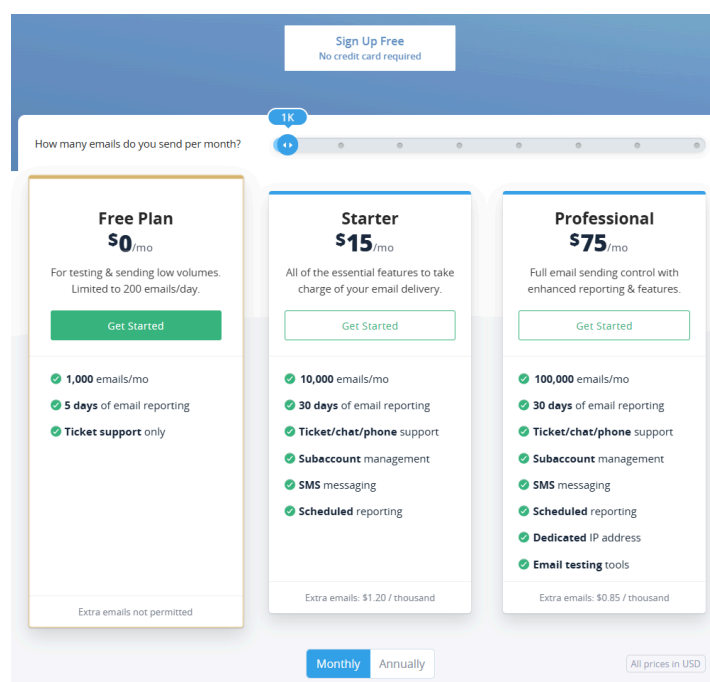 Sign Up Free
No credit card required
1K
How many emails do you send per month?
Free Plan
$0/mo
For testing & sending low volumes.
Limited to 200 emails/day.
Get Started
1,000 emails/mo
5 days of email reporting
Ticket support only
Extra emails not permitted
Starter
$15/mo
All of the essential features to take
charge of your email delivery.
Get Started
10,000 emails/mo
30 days of email reporting
Ticket/chat/phone support
Subaccount management
SMS messaging
Scheduled reporting
Extra emails: $1.20 / thousand
Professional
$75/mo
Full email sending control with
enhanced reporting & features.
Get Started
100,000 emails/mo
30 days of email reporting
Ticket/chat/phone support
Subaccount management
SMS messaging
Scheduled reporting
Dedicated IP address
Email testing tools
Extra emails: $0.85 / thousand
Monthly Annually
All prices in USD